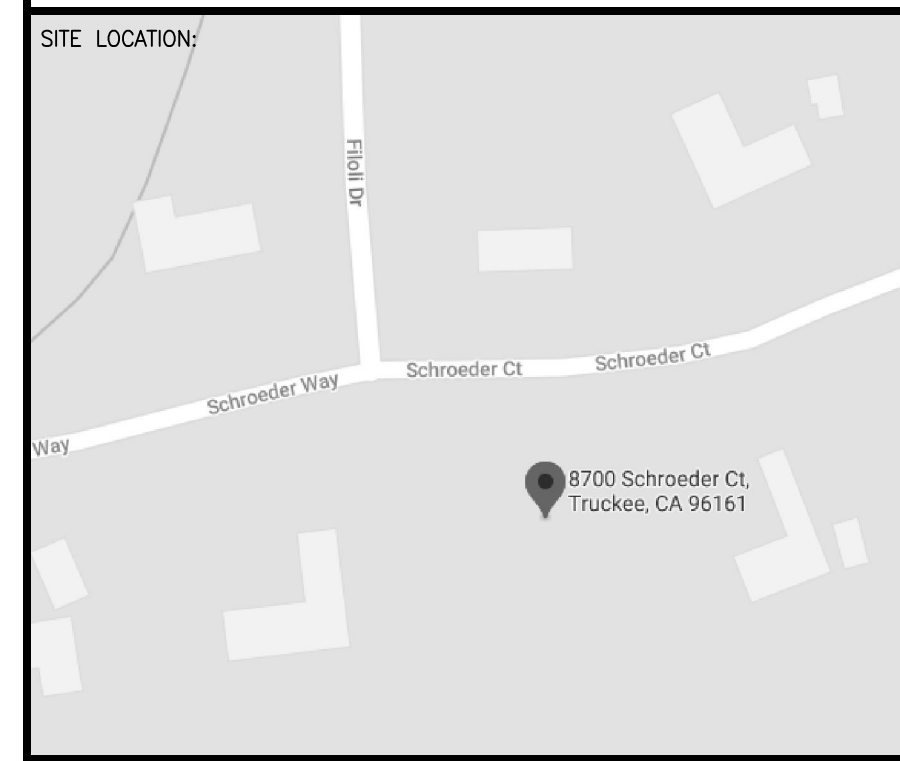 SITE LOCATION:
Filoli Dr
Schroeder Ct
Schroeder Ct
Schroeder Way
Way
8700 Schroeder Ct,
Truckee, CA 96161